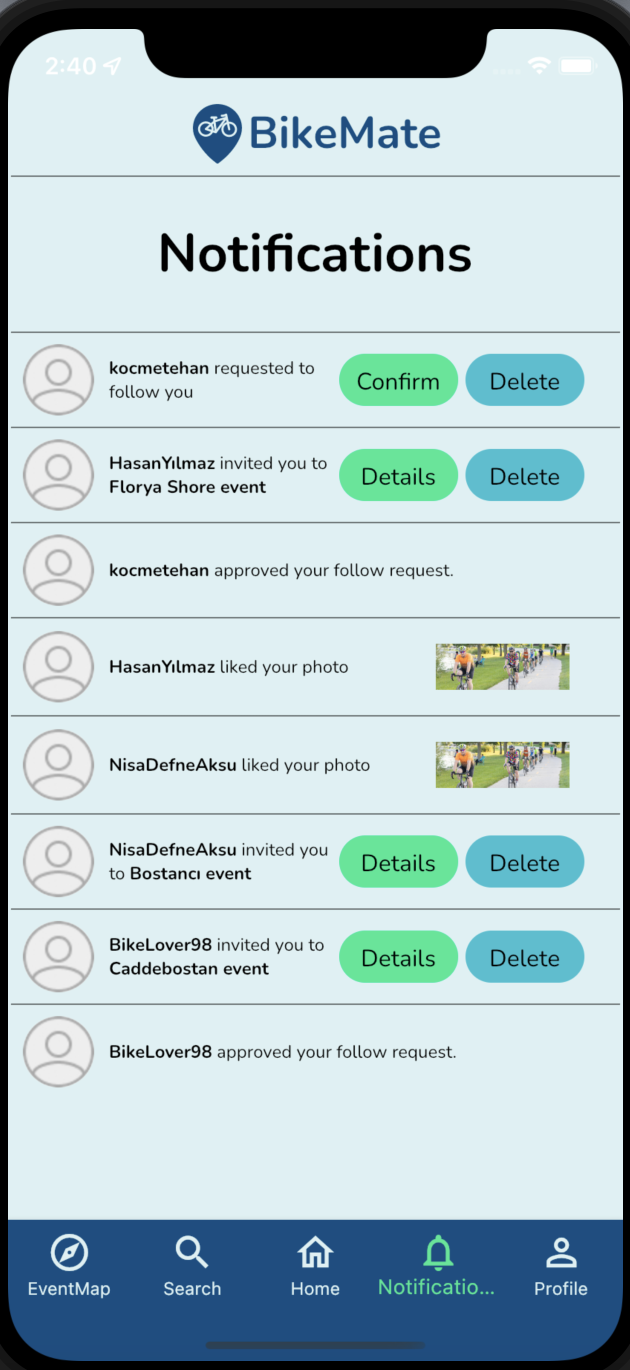 2:40
BikeMate
Notifications
kocmetehan requested to
follow you
Confirm
Delete
HasanYılmaz invited you to
Florya Shore event
Details
Delete
kocmetehan approved your follow request.
HasanYılmaz liked your photo
NisaDefneAksu liked your photo
NisaDefneAksu invited you
to Bostancı event
Details
Delete
BikeLover98 invited you to
Caddebostan event
Details
Delete
BikeLover98 approved your follow request.
EventMap
Search
Home
Notificatio...
Profile